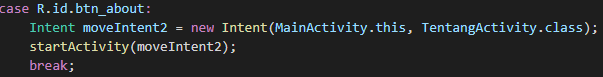 case R.id.btn_about:
    Intent moveIntent2 = new Intent(MainActivity.this, TentangActivity.class);
    startActivity(moveIntent2);
    break;